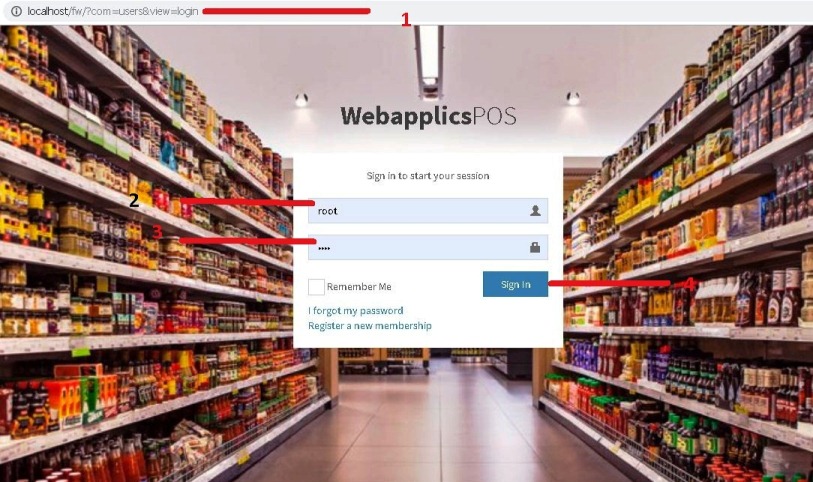 localhost/fw/?com=users&view=login
1
WebapplicsPOS
Sign in to start your session
2
root
3
••••
Remember Me
Sign In
4
I forgot my password
Register a new membership